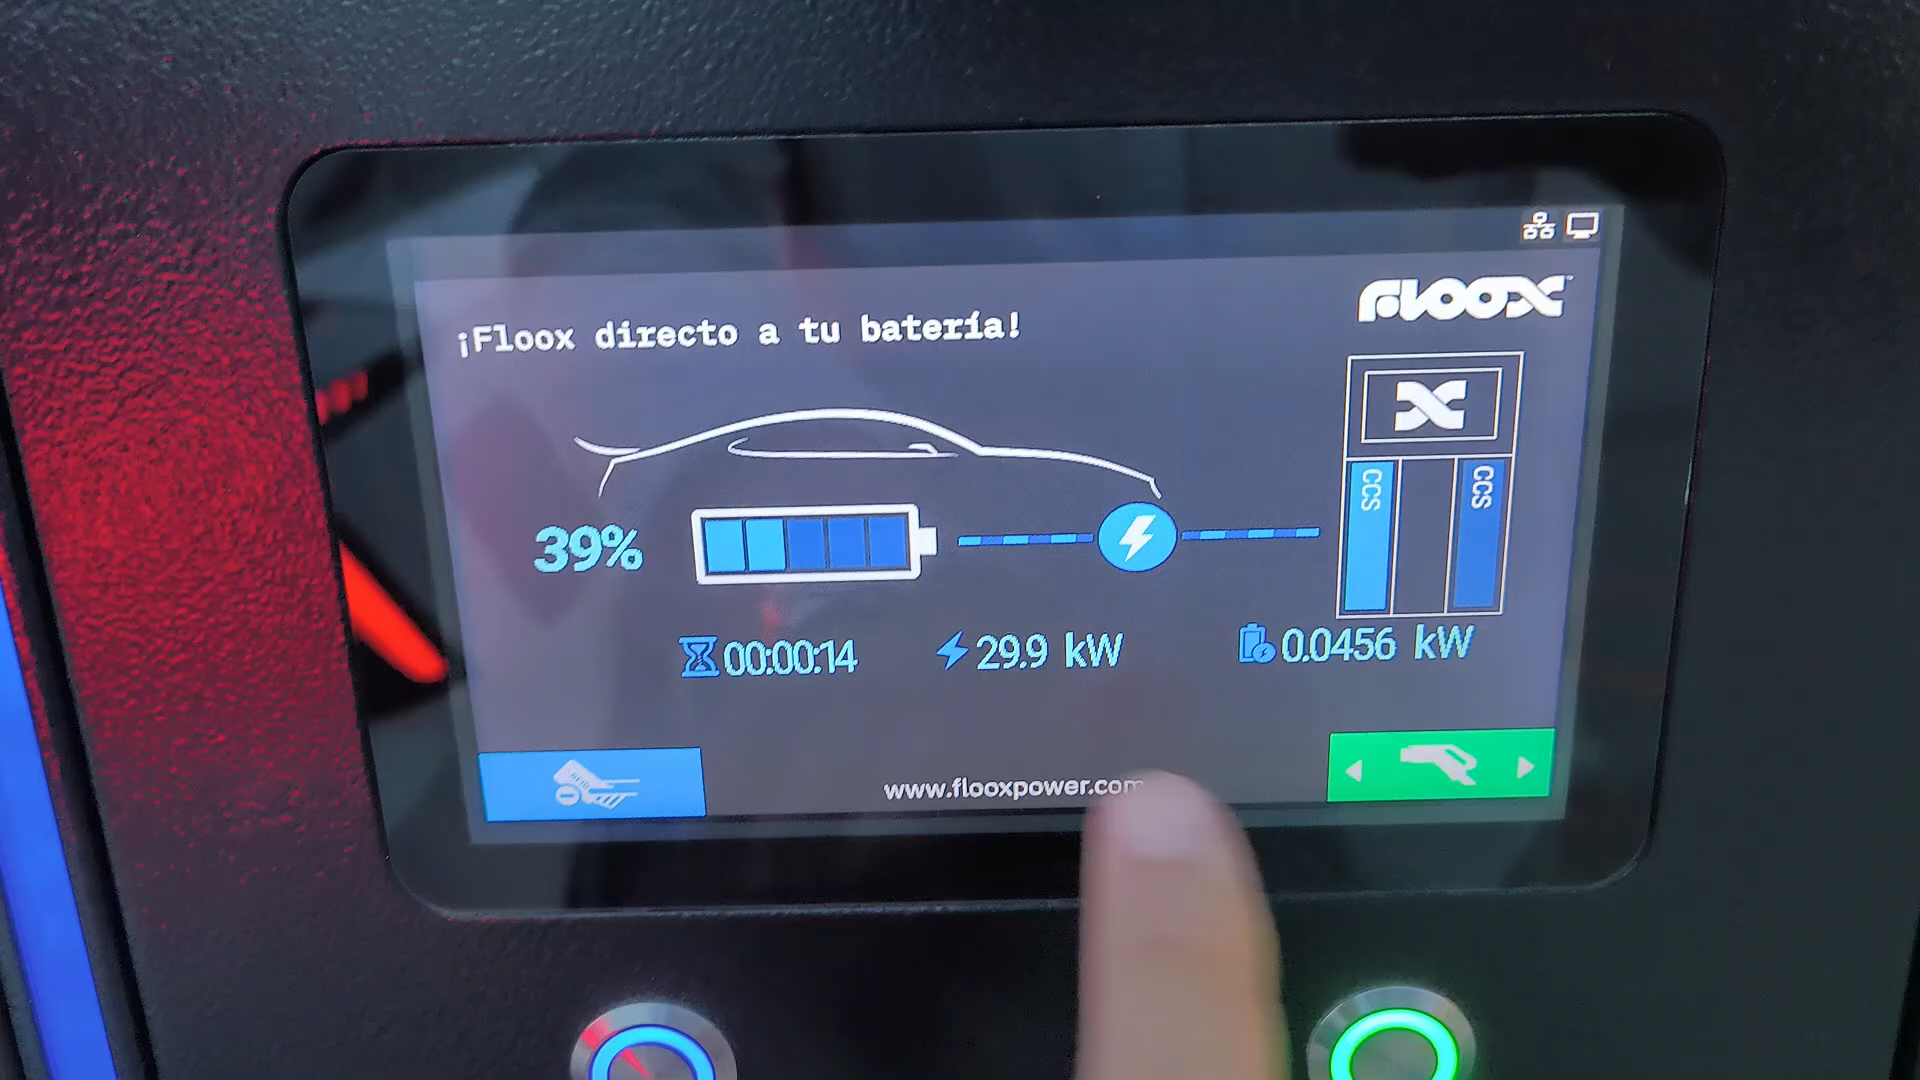 FLOOX
¡Floox directo a tu batería!
CCS
CCS
39%
00:00:14
29.9 kW
0.0456 kW
www.flooxpower.com